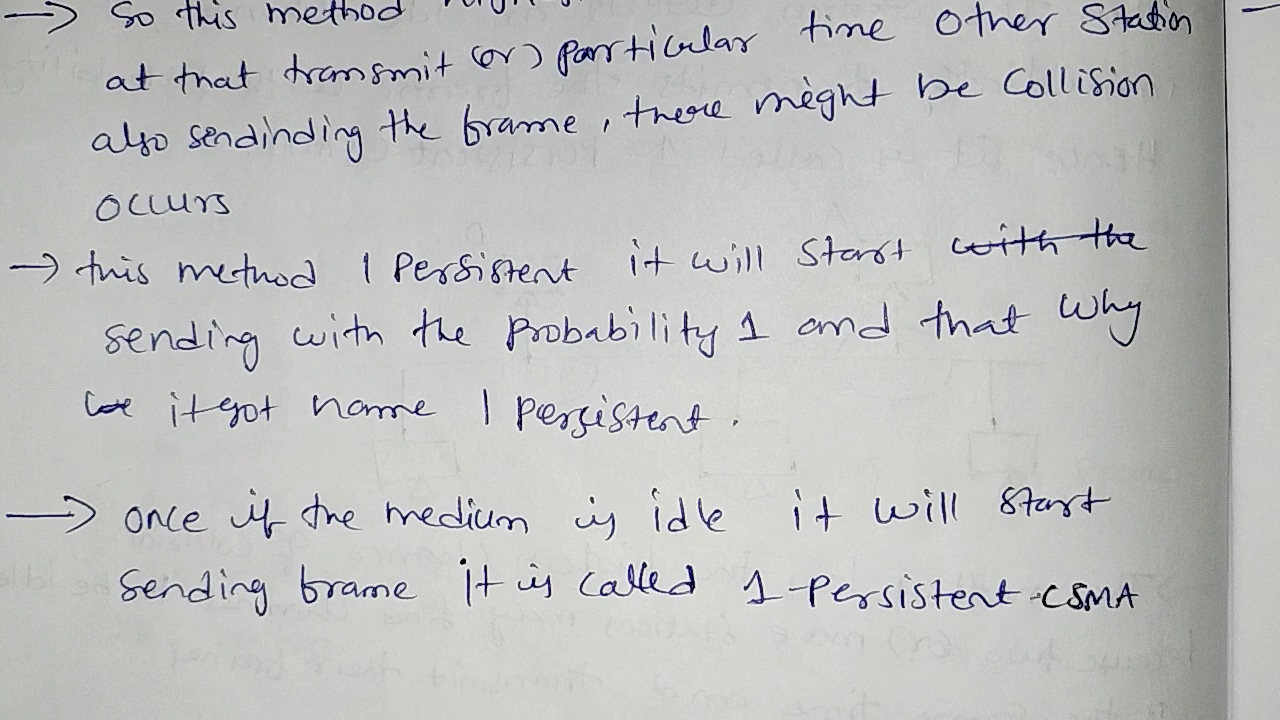 → So this method
at that transmit (or) particular time other station
also sendinding the frame, there might be Collision
occurs
→ this method 1 Persistent it will Start with the
sending with the Probability 1 and that why
we it got name 1 Persistent.
→ once if the medium is idle it will start
sending frame it is called 1-Persistent-CSMA